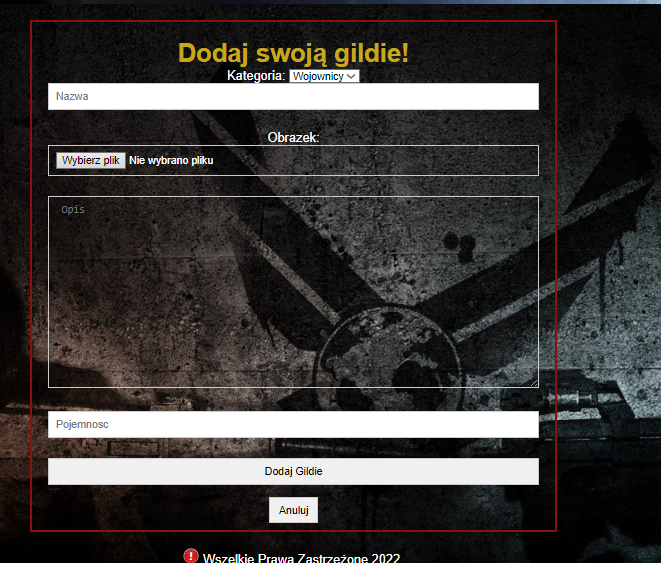 Dodaj swoją gildie!
Kategoria: Wojownicy
Nazwa
Obrazek:
Wybierz plik Nie wybrano pliku
Opis
Pojemnosc
Dodaj Gildie
Anuluj
! Wszelkie Prawa Zastrzeżone 2022